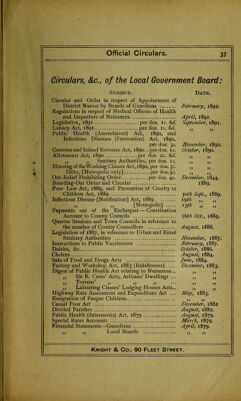 Official Circulars. 37
Circulars, &c., of the Local Government Board:
SUBJECT. DATE.
Circular and Order in respect of Appointment of
District Nurses by Boards of Guardians ...... February, 1892.
Regulations in respect of Medical Officers of Health
and Inspectors of Nuisances ...... April, 1891.
Legislation, 1891 ...... per doz. 1s. 6d. September, 1891.
Lunacy Act, 1891 ...... per doz. 1s. 6d. ,, ,,
Public Health (Amendment) Act, 1890, and
Infectious Diseases (Prevention) Act, 1890,
per doz. 5s. November, 1890.
Customs and Inland Revenue Act, 1890...per doz. 1s. October, 1890.
Allotments Act, 1890 ...... per doz. 2s. 6d. ,, ,,
,, Sanitary Authorities, per doz. 1s. ,, ,,
Housing of the Working Classes Act, 1890, per doz. 5s. ,, ,,
Ditto, [Metropolis only] ...... per doz. 5s. ,, ,,
Out-Relief Prohibiting Order ...... per doz. 4s. December, 1844.
Boarding-Out Order and Circular ...... 1889.
Poor Law Act, 1889, and Prevention of Cruelty to
Children Act, 1889 ...... 30th Sept., 1889.
Infectious Disease [Notification] Act, 1889 ...... 19th ,, ,,
,, ,, [Metropolis] ...... 13th ,, ,,
Payments out of the Exchequer Contribution
Account to County Councils ...... 16th Oct., 1889.
Quarter Sessions and Town Councils in reference to
the number of County Councillors ...... August, 1888.
Legislation of 1887, in reference to Urban and Rural
Sanitary Authorities ...... November, 1887.
Instructions to Public Vaccinators ...... February, 1887.
Dairies, &c. ...... October, 1886.
Cholera ...... August, 1884.
Sale of Food and Drugs Acts ...... June, 1884.
Factory and Workshop Act, 1883 (Bakehouses) ...... December, 1883.
Digest of Public Health Act relating to Nuisances... ,, ,,
,, Sir R. Cross' Acts, Artizans' Dwellings ,, ,,
,, Torrens' ,, ,, ,, ,,
,, Labouring Classes' Lodging Houses Acts.. ,, ,,
Highway Rate Assessment and Expenditure Act ... May, 1883.
Emigration of Pauper Children ...... ,, ,,
Casual Poor Act ...... December, 1882
Divided Parishes ...... August, 1882.
Public Health (Interments) Act, 1879 ...... August, 1879.
Special Rates Accounts ...... March, 1879.
Financial Statements—Guardians ...... April, 1879.
,, ,, Local Boards ...... ,, ,,
KNIGHT & CO., 90 FLEET STREET.